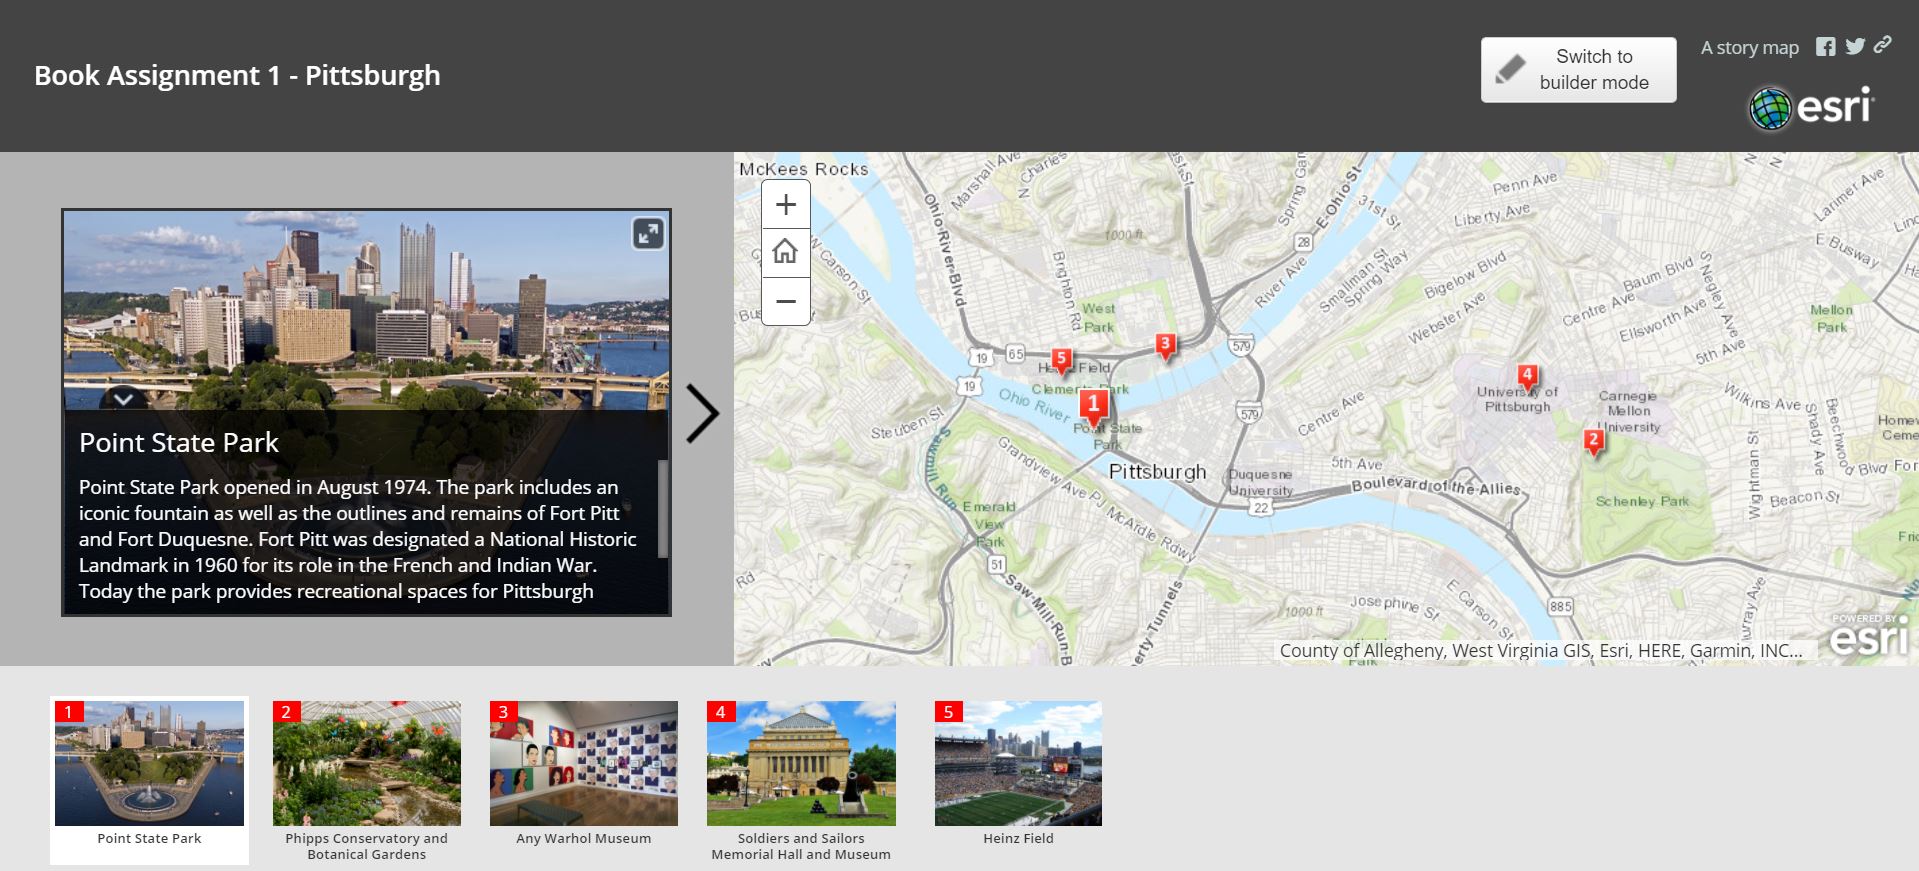 Book Assignment 1 - Pittsburgh
Switch to
builder mode
A story map
esri
Point State Park
Point State Park opened in August 1974. The park includes an
iconic fountain as well as the outlines and remains of Fort Pitt
and Fort Duquesne. Fort Pitt was designated a National Historic
Landmark in 1960 for its role in the French and Indian War.
Today the park provides recreational spaces for Pittsburgh
McKees Rocks
Marshall Ave
Charles
East St
Spring Gar
E Ohio St
31st St
Penn Ave
Liberty Ave
Larimer Ave
E Busway
W Carson St
Ohio River Blvd
1000 ft
Brighton Rd
28
River Ave
Smallman St
Spring Way
Bigelow Blvd
Baum Blvd
S Negley Ave
West
Park
Webster Ave
Centre Ave
Ellsworth Ave
5th Ave
Mellon
Park
19
65
5
3
579
Clemente Park
19
Ohio River
1
Point State
Park
4
University of
Pittsburgh
Carnegie
Mellon
University
2
Wilkins Ave
Beechwood Blvd
Shady Ave
Steuben St
579
Centre Ave
Grandview Ave
PJ McArdle Rdwy
Pittsburgh
Duquesne
University
5th Ave
Boulevard of the Allies
22
Schenley Park
Wightman St
Beacon St
Emerald
View
Park
51
Saw-Mill-Run-B
Rd
erty Tunnels
1000 ft
Josephine St
E Carson St
885
Murray Ave
County of Allegheny, West Virginia GIS, Esri, HERE, Garmin, INC...
POWERED BY
esri
1
Point State Park
2
Phipps Conservatory and
Botanical Gardens
3
Any Warhol Museum
4
Soldiers and Sailors
Memorial Hall and Museum
5
Heinz Field